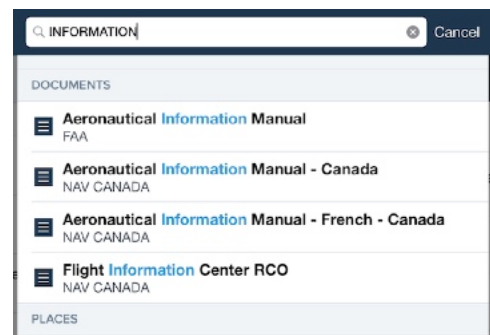 INFORMATION Cancel
DOCUMENTS
Aeronautical Information Manual
FAA
Aeronautical Information Manual - Canada
NAV CANADA
Aeronautical Information Manual - French - Canada
NAV CANADA
Flight Information Center RCO
NAV CANADA
PLACES